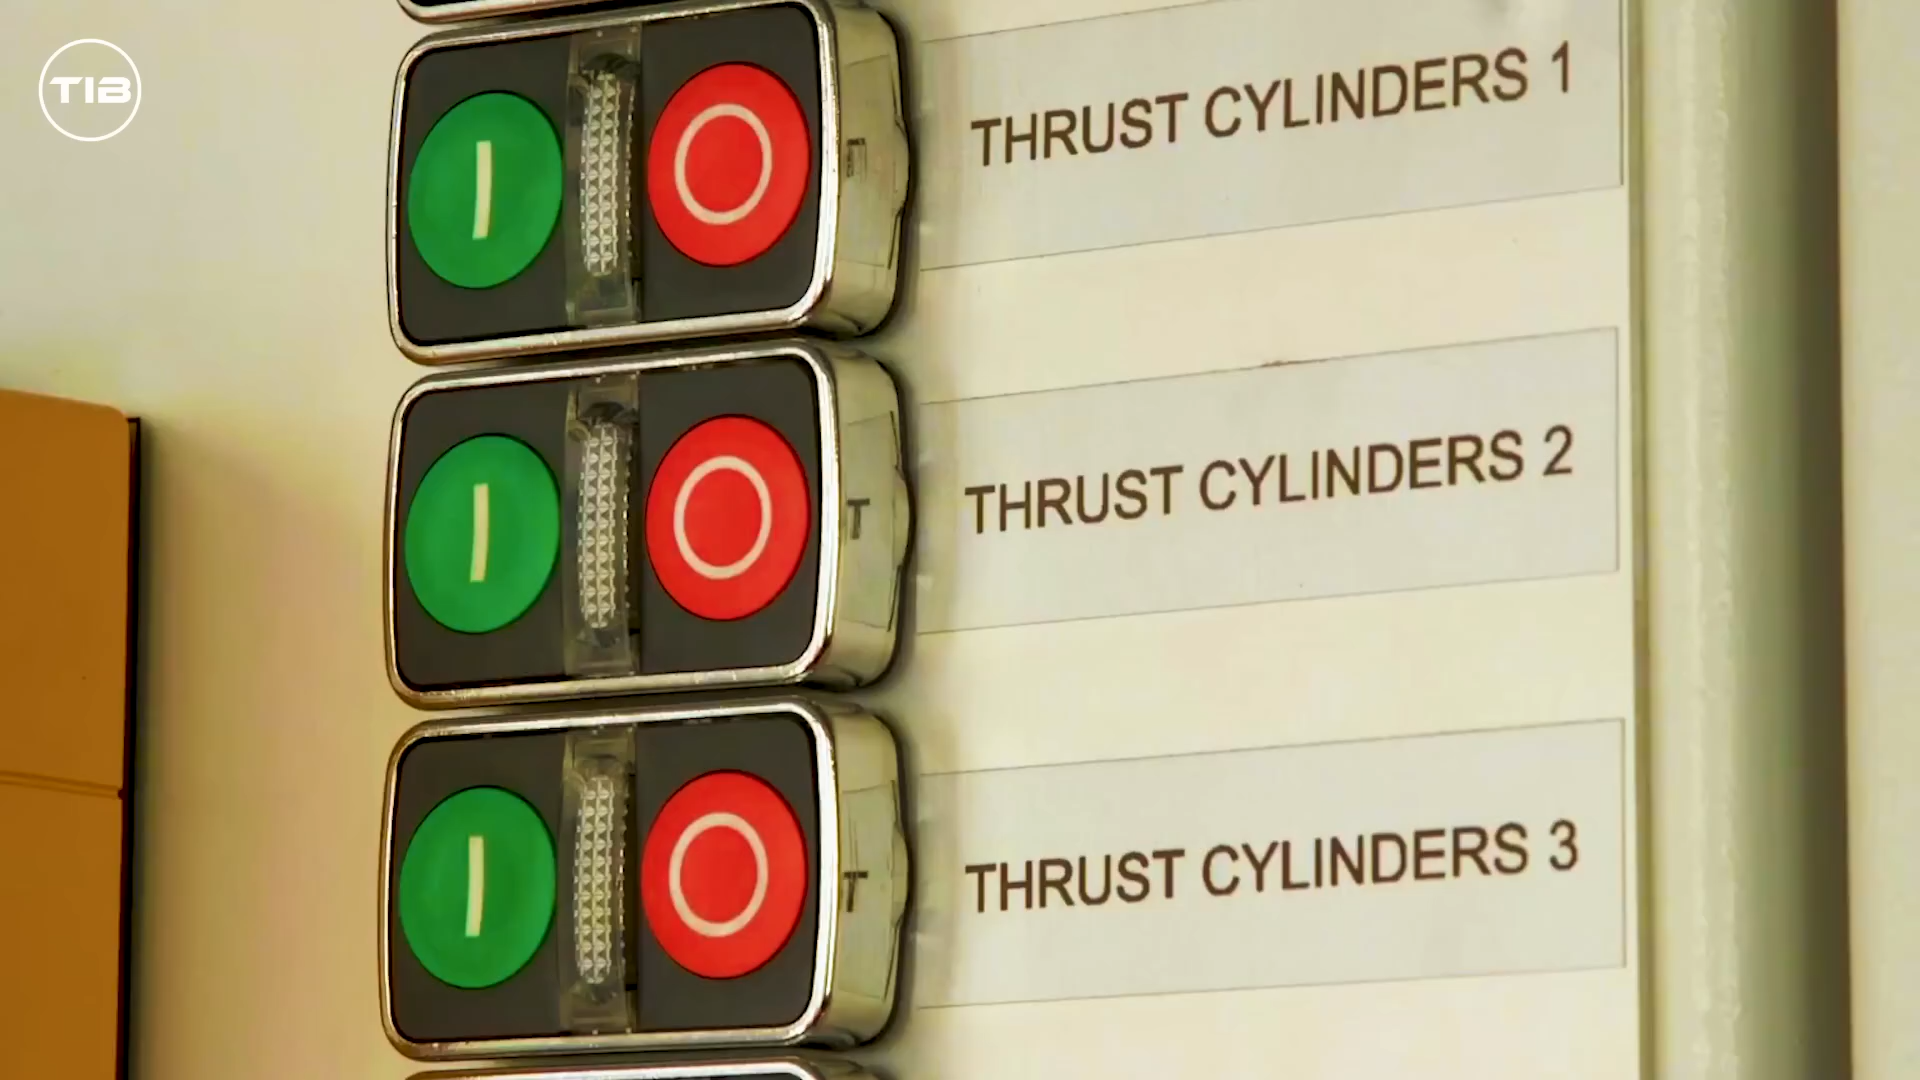 TIB
THRUST CYLINDERS 1
THRUST CYLINDERS 2
T
THRUST CYLINDERS 3
T